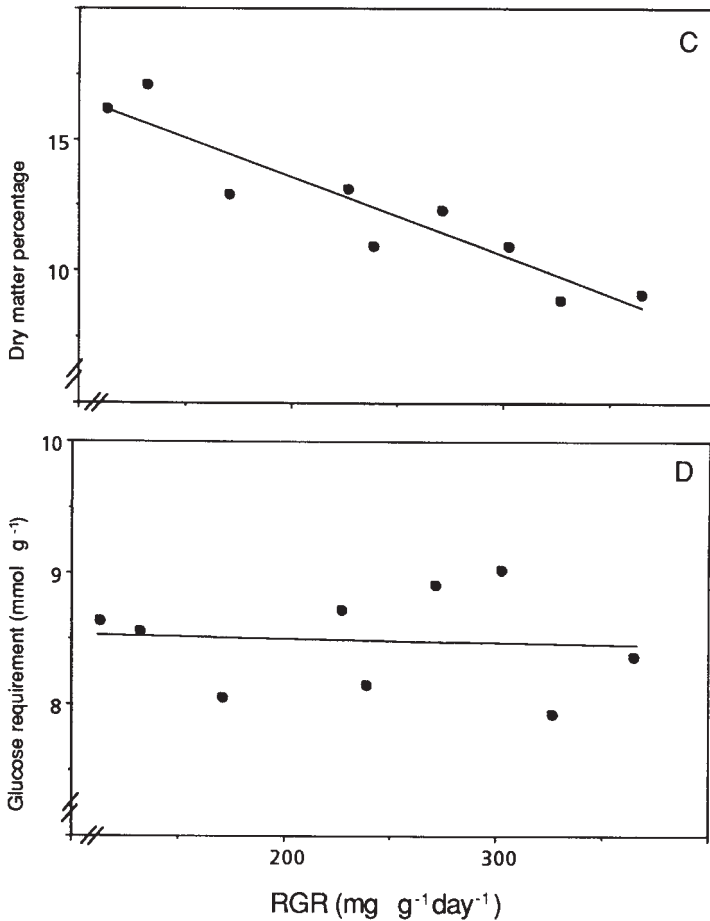 C
15
10
Dry matter percentage
D
10
9
8
Glucose requirement (mmol g⁻¹)
200
300
RGR (mg g⁻¹day⁻¹)